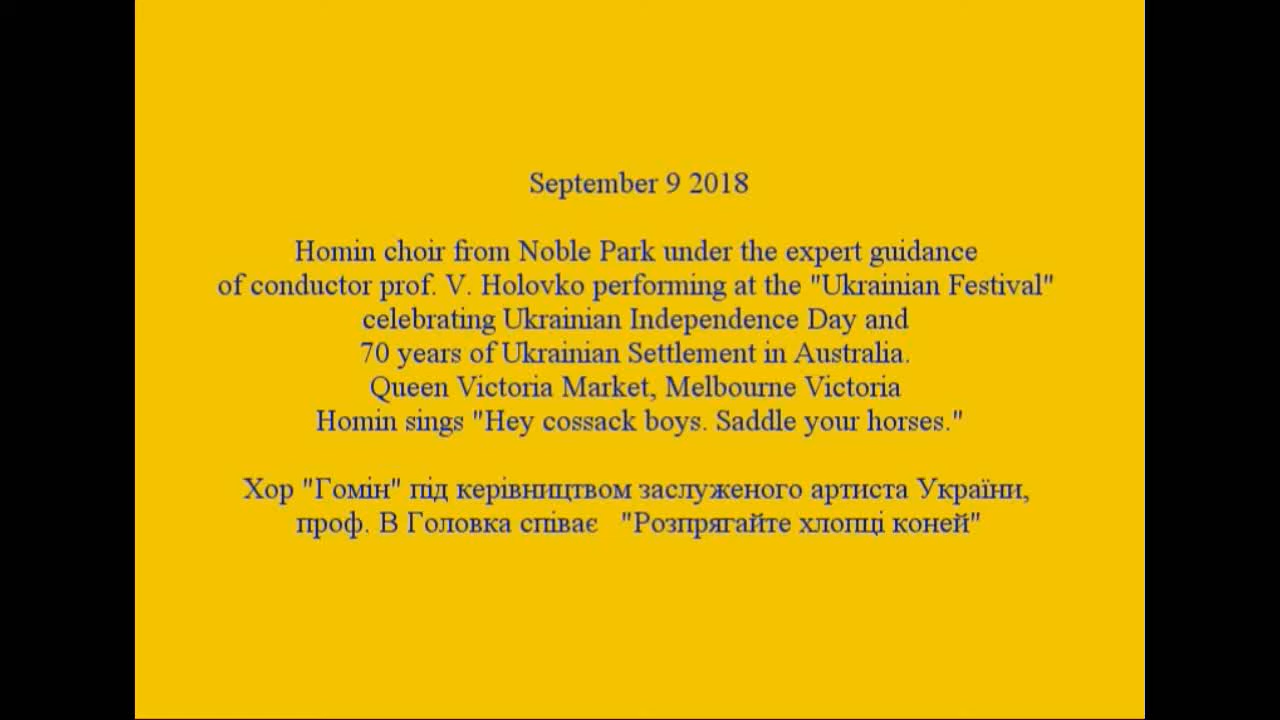 September 9 2018
Homin choir from Noble Park under the expert guidance
of conductor prof. V. Holovko performing at the "Ukrainian Festival"
celebrating Ukrainian Independence Day and
70 years of Ukrainian Settlement in Australia.
Queen Victoria Market, Melbourne Victoria
Homin sings "Hey cossack boys. Saddle your horses."
Хор "Гомін" під керівництвом заслуженого артиста України,
проф. В Головка співає "Розпрягайте хлопці коней"